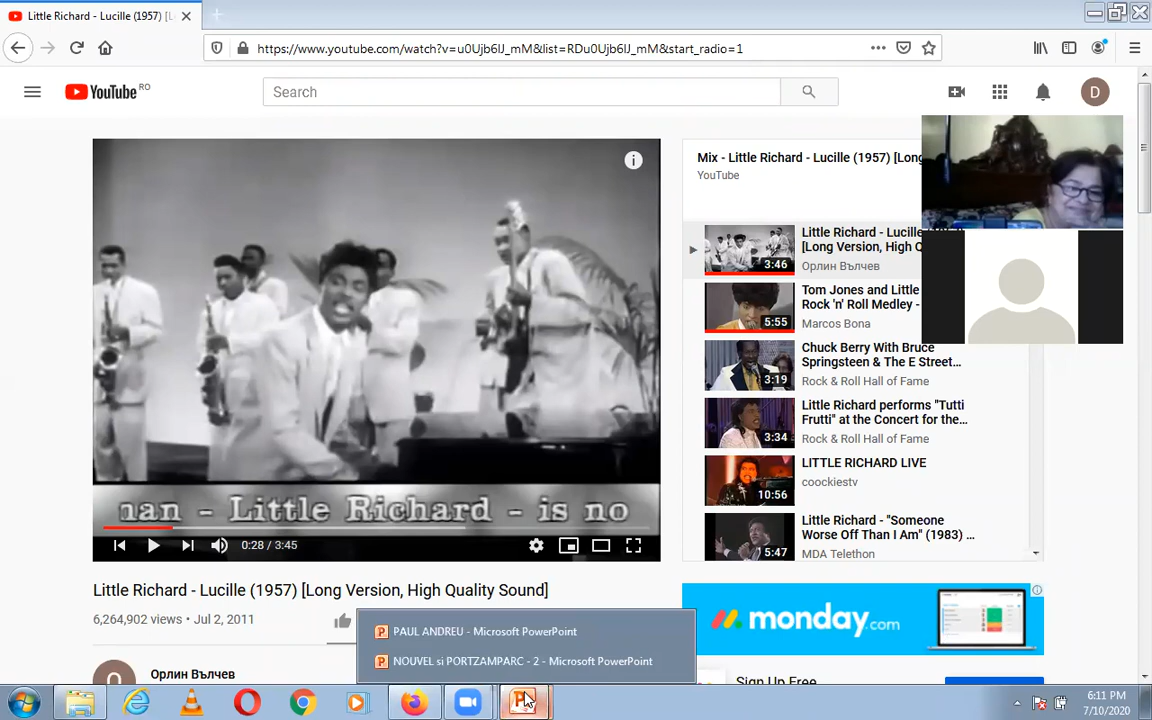 Little Richard - Lucille (1957) [L
https://www.youtube.com/watch?v=u0Ujb6lJ_mM&list=RDu0Ujb6lJ_mM&start_radio=1
YouTube RO
Search
D
Mix - Little Richard - Lucille (1957) [Long
YouTube
Little Richard - Lucille
[Long Version, High Q
Орлин Вълчев
3:46
Tom Jones and Little
Rock 'n' Roll Medley -
Marcos Bona
5:55
Chuck Berry With Bruce
Springsteen & The E Street...
Rock & Roll Hall of Fame
3:19
Little Richard performs "Tutti
Frutti" at the Concert for the...
Rock & Roll Hall of Fame
3:34
LITTLE RICHARD LIVE
coockiestv
10:56
Little Richard - "Someone
Worse Off Than I Am" (1983) ...
MDA Telethon
5:47
nan - Little Richard - is no
0:28 / 3:45
Little Richard - Lucille (1957) [Long Version, High Quality Sound]
6,264,902 views • Jul 2, 2011
Орлин Вълчев
monday.com
Sign Up Free
PAUL ANDREU - Microsoft PowerPoint
NOUVEL si PORTZAMPARC - 2 - Microsoft PowerPoint
6:11 PM
7/10/2020